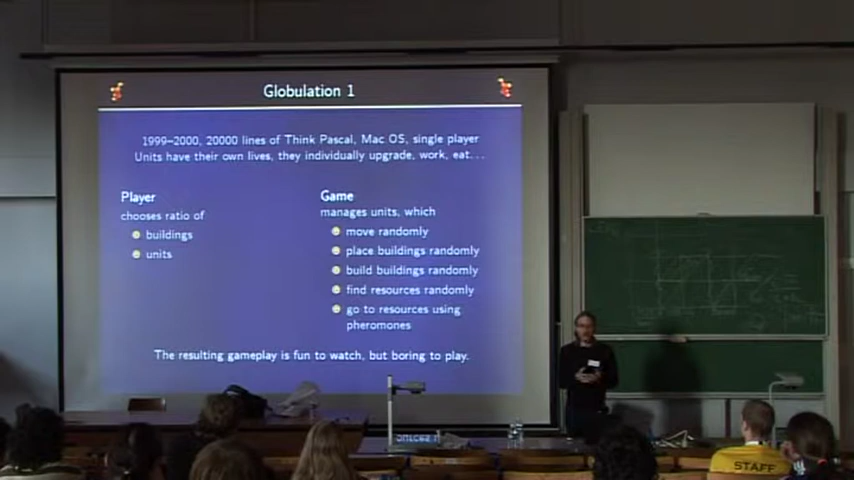 Globulation 1
1999–2000, 20000 lines of Think Pascal, Mac OS, single player
Units have their own lives, they individually upgrade, work, eat...
Player
chooses ratio of
buildings
units
Game
manages units, which
move randomly
place buildings randomly
build buildings randomly
find resources randomly
go to resources using
pheromones
The resulting gameplay is fun to watch, but boring to play.
STAFF